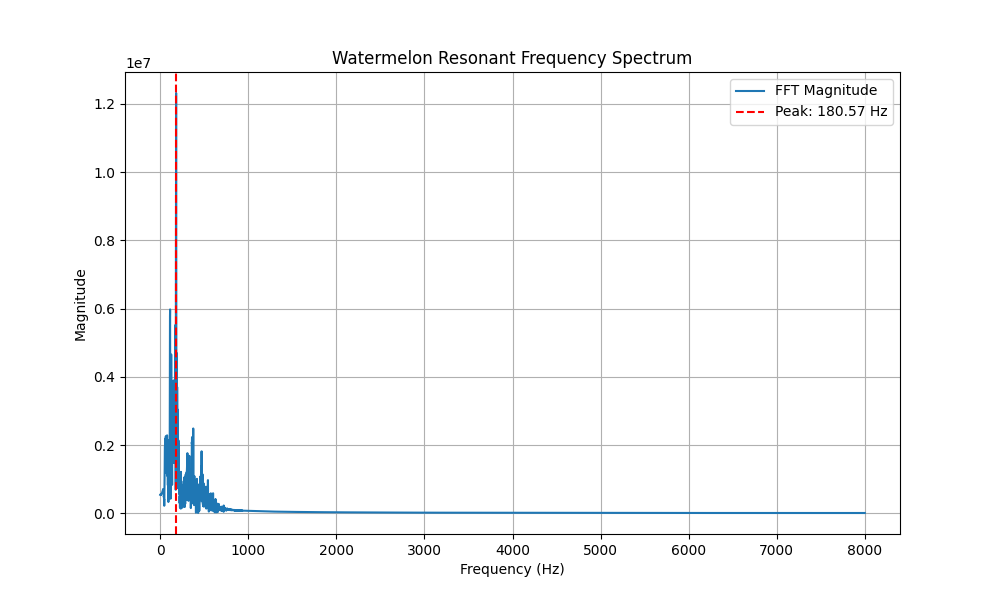 Watermelon Resonant Frequency Spectrum
1e7
FFT Magnitude
Peak: 180.57 Hz
1.2
1.0
0.8
0.6
0.4
0.2
0.0
Magnitude
0 1000 2000 3000 4000 5000 6000 7000 8000
Frequency (Hz)